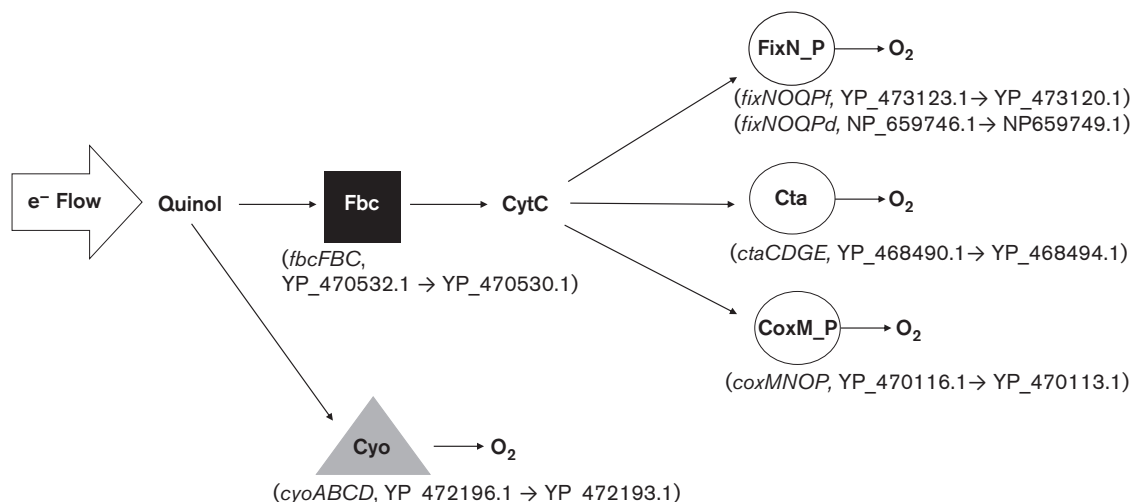 FixN_P → O2
(fixNOQPf, YP_473123.1→ YP_473120.1)
(fixNOQPd, NP_659746.1→ NP659749.1)
e– Flow
Quinol
Fbc
CytC
Cta → O2
(fbcFBC,
YP_470532.1 → YP_470530.1)
(ctaCDGE, YP_468490.1→ YP_468494.1)
CoxM_P → O2
(coxMNOP, YP_470116.1→ YP_470113.1)
Cyo → O2
(cyoABCD, YP_472196.1 → YP_472193.1)